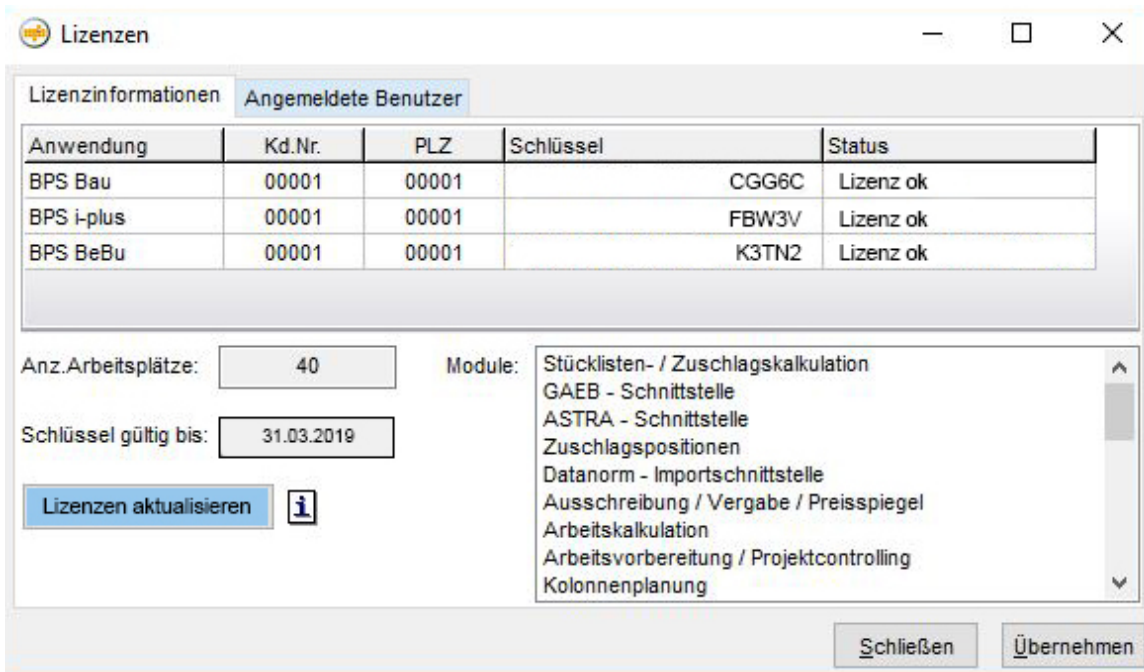 Lizenzen
Lizenzinformationen Angemeldete Benutzer
Anwendung Kd.Nr. PLZ Schlüssel Status
BPS Bau 00001 00001 CGG6C Lizenz ok
BPS i-plus 00001 00001 FBW3V Lizenz ok
BPS BeBu 00001 00001 K3TN2 Lizenz ok
Anz.Arbeitsplätze: 40
Schlüssel gültig bis: 31.03.2019
Lizenzen aktualisieren i
Module:
Stücklisten- / Zuschlagskalkulation
GAEB - Schnittstelle
ASTRA - Schnittstelle
Zuschlagspositionen
Datanorm - Importschnittstelle
Ausschreibung / Vergabe / Preisspiegel
Arbeitskalkulation
Arbeitsvorbereitung / Projektcontrolling
Kolonnenplanung
Schließen Übernehmen